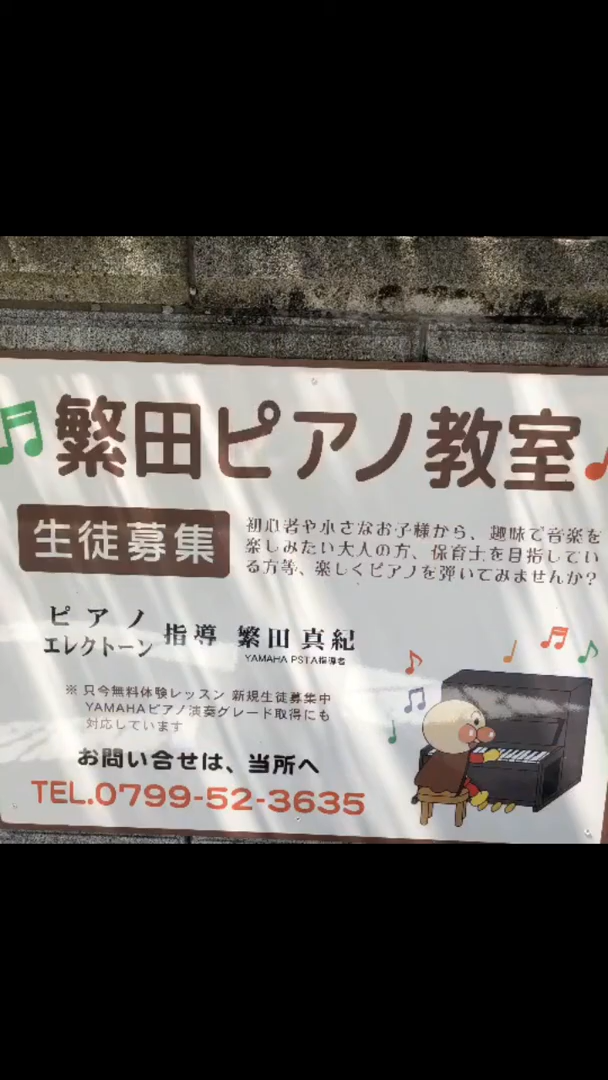 繁田ピアノ教室
生徒募集
初心者や小さなお子様から、趣味で音楽を
楽しみたい大人の方、保育士を目指してい
る方等、楽しくピアノを弾いてみませんか?
ピアノ
エレクトーン
指導 繁田 真紀
YAMAHA PSTA指導者
※ 只今無料体験レッスン 新規生徒募集中
YAMAHAピアノ演奏グレード取得にも
対応しています
お問い合せは、当所へ
TEL.0799-52-3635